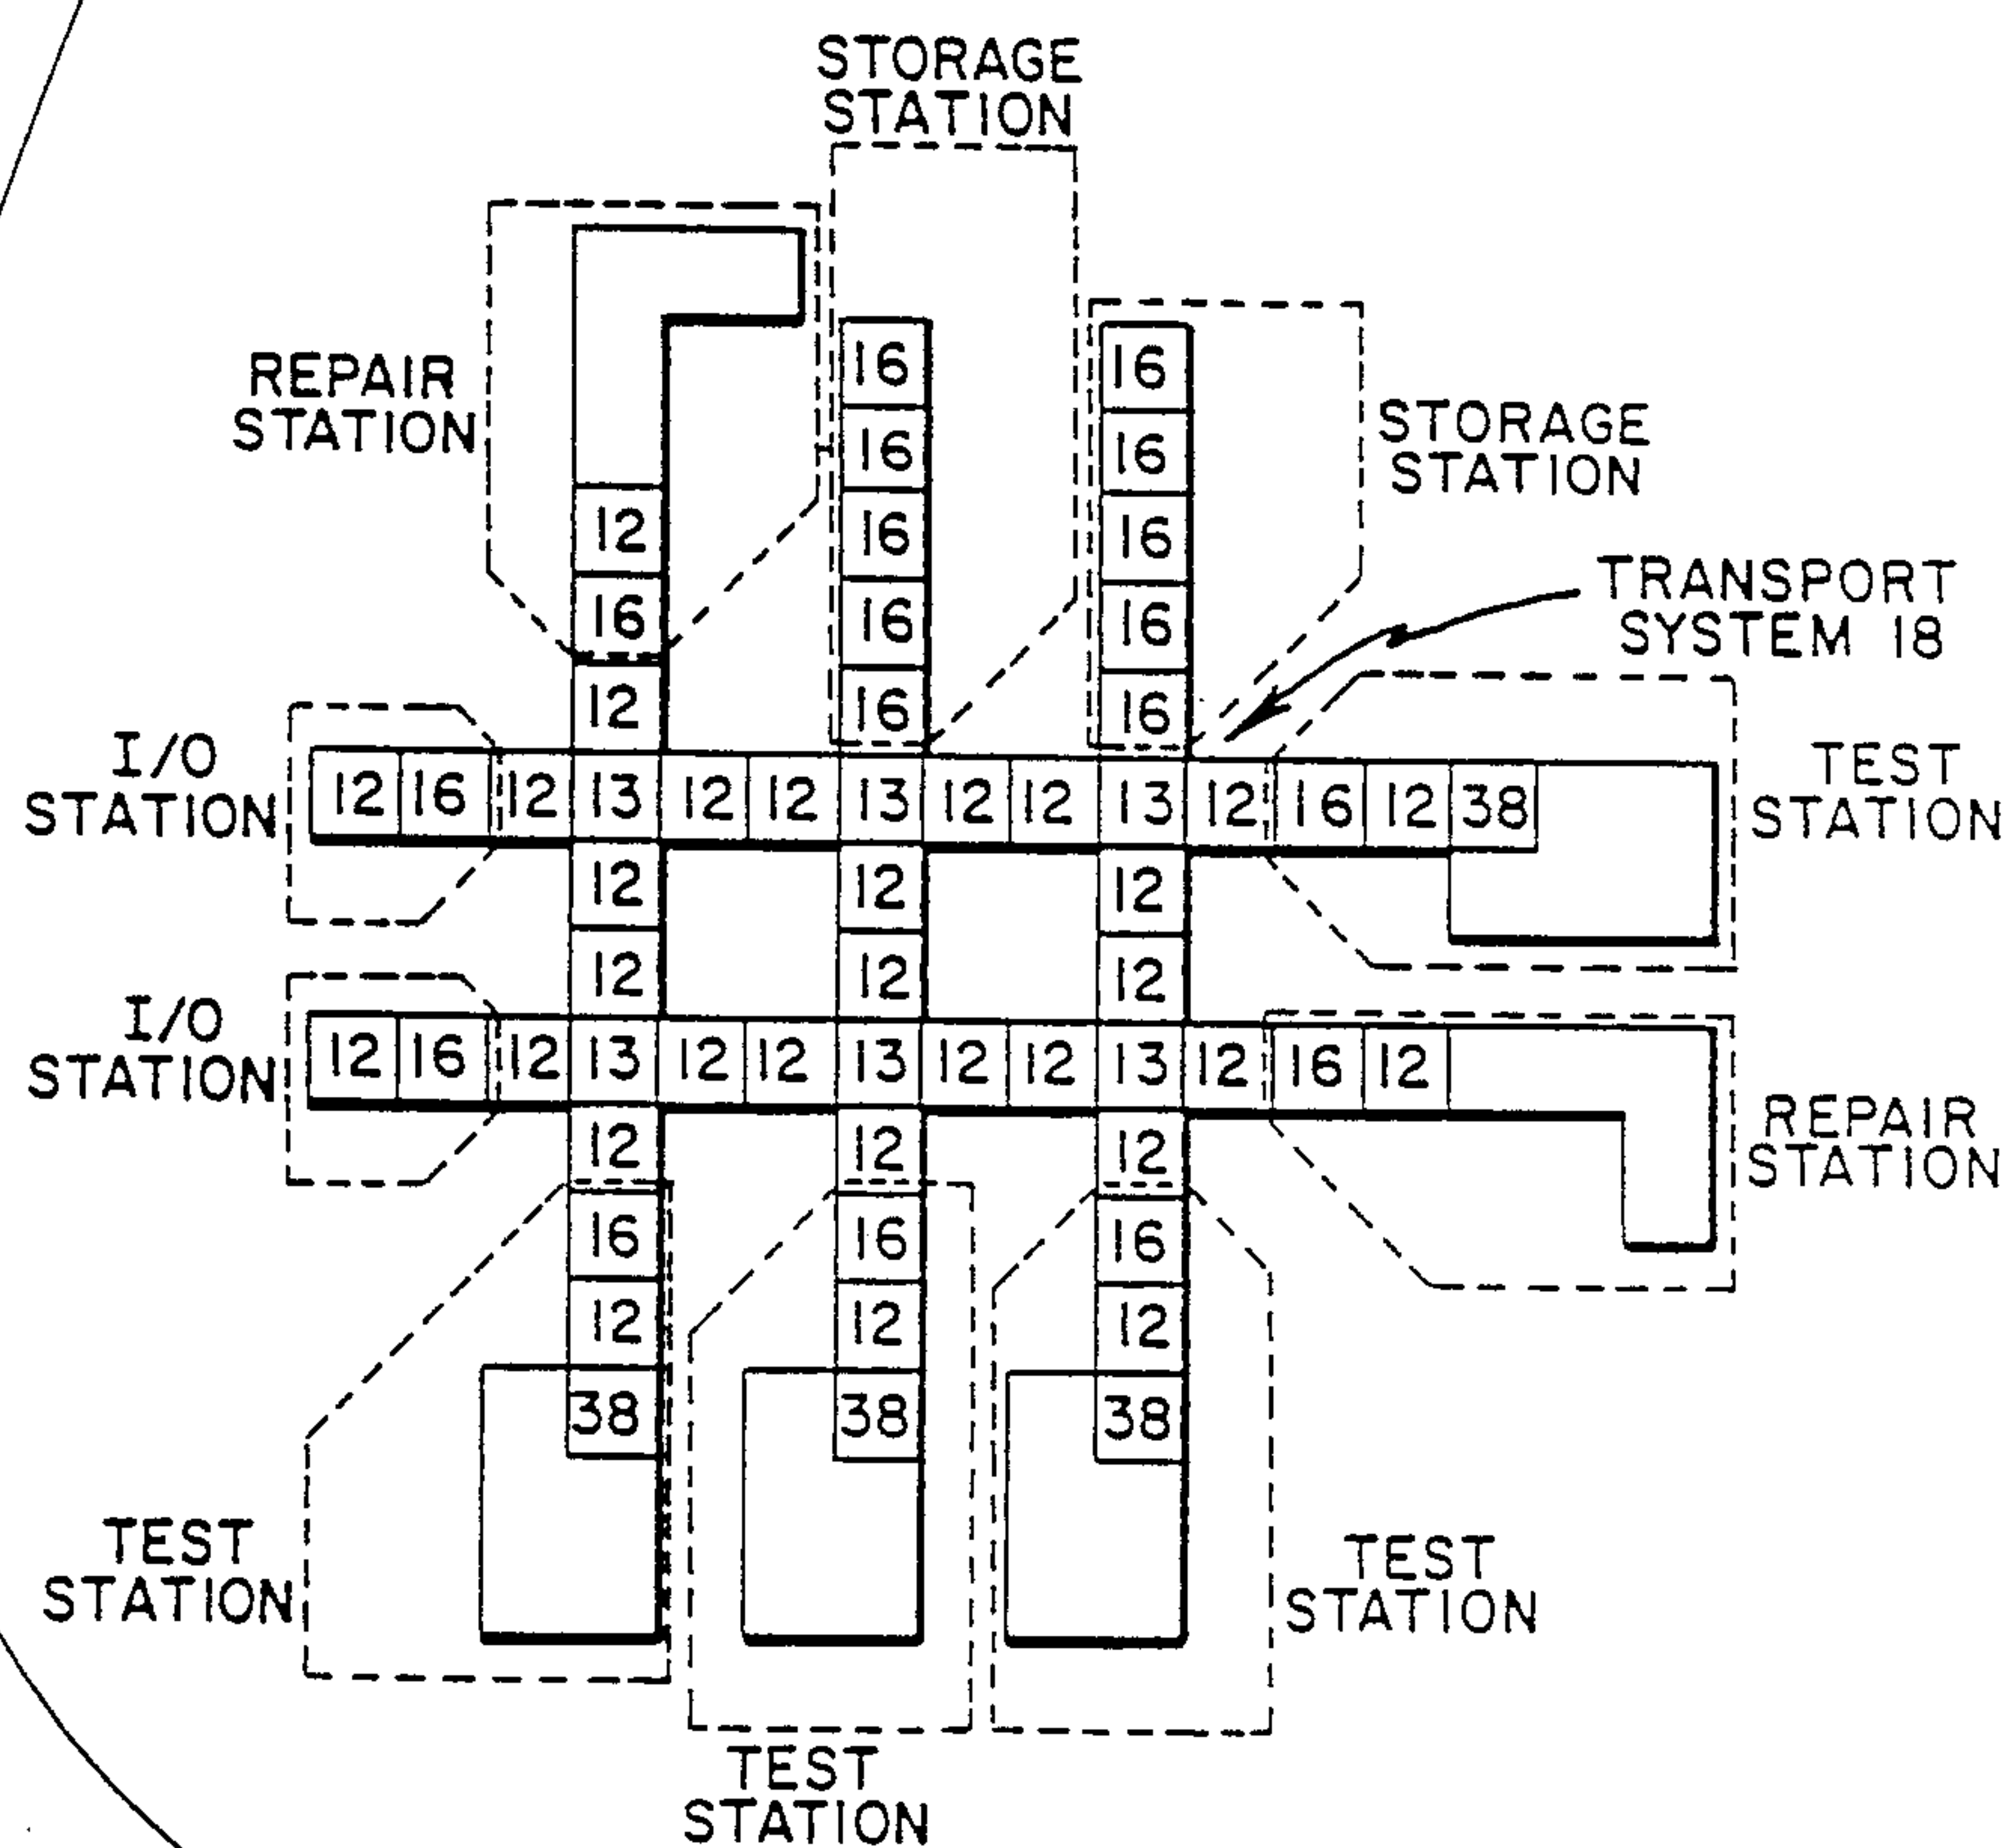 STORAGE
STATION
REPAIR
STATION
16 16
16 16
STORAGE
STATION
12 16 16
TRANSPORT
SYSTEM 18
16 16 16
12 16 16
I/O
STATION
12 16 12 13 12 12 13 12 12 13 12 16 12 38
TEST
STATION
12 12 12
12 12 12
I/O
STATION
12 16 12 13 12 12 13 12 12 13 12 16 12
REPAIR
STATION
12 12 12
16 16 16
12 12 12
38 38 38
TEST
STATION
TEST
STATION
TEST
STATION